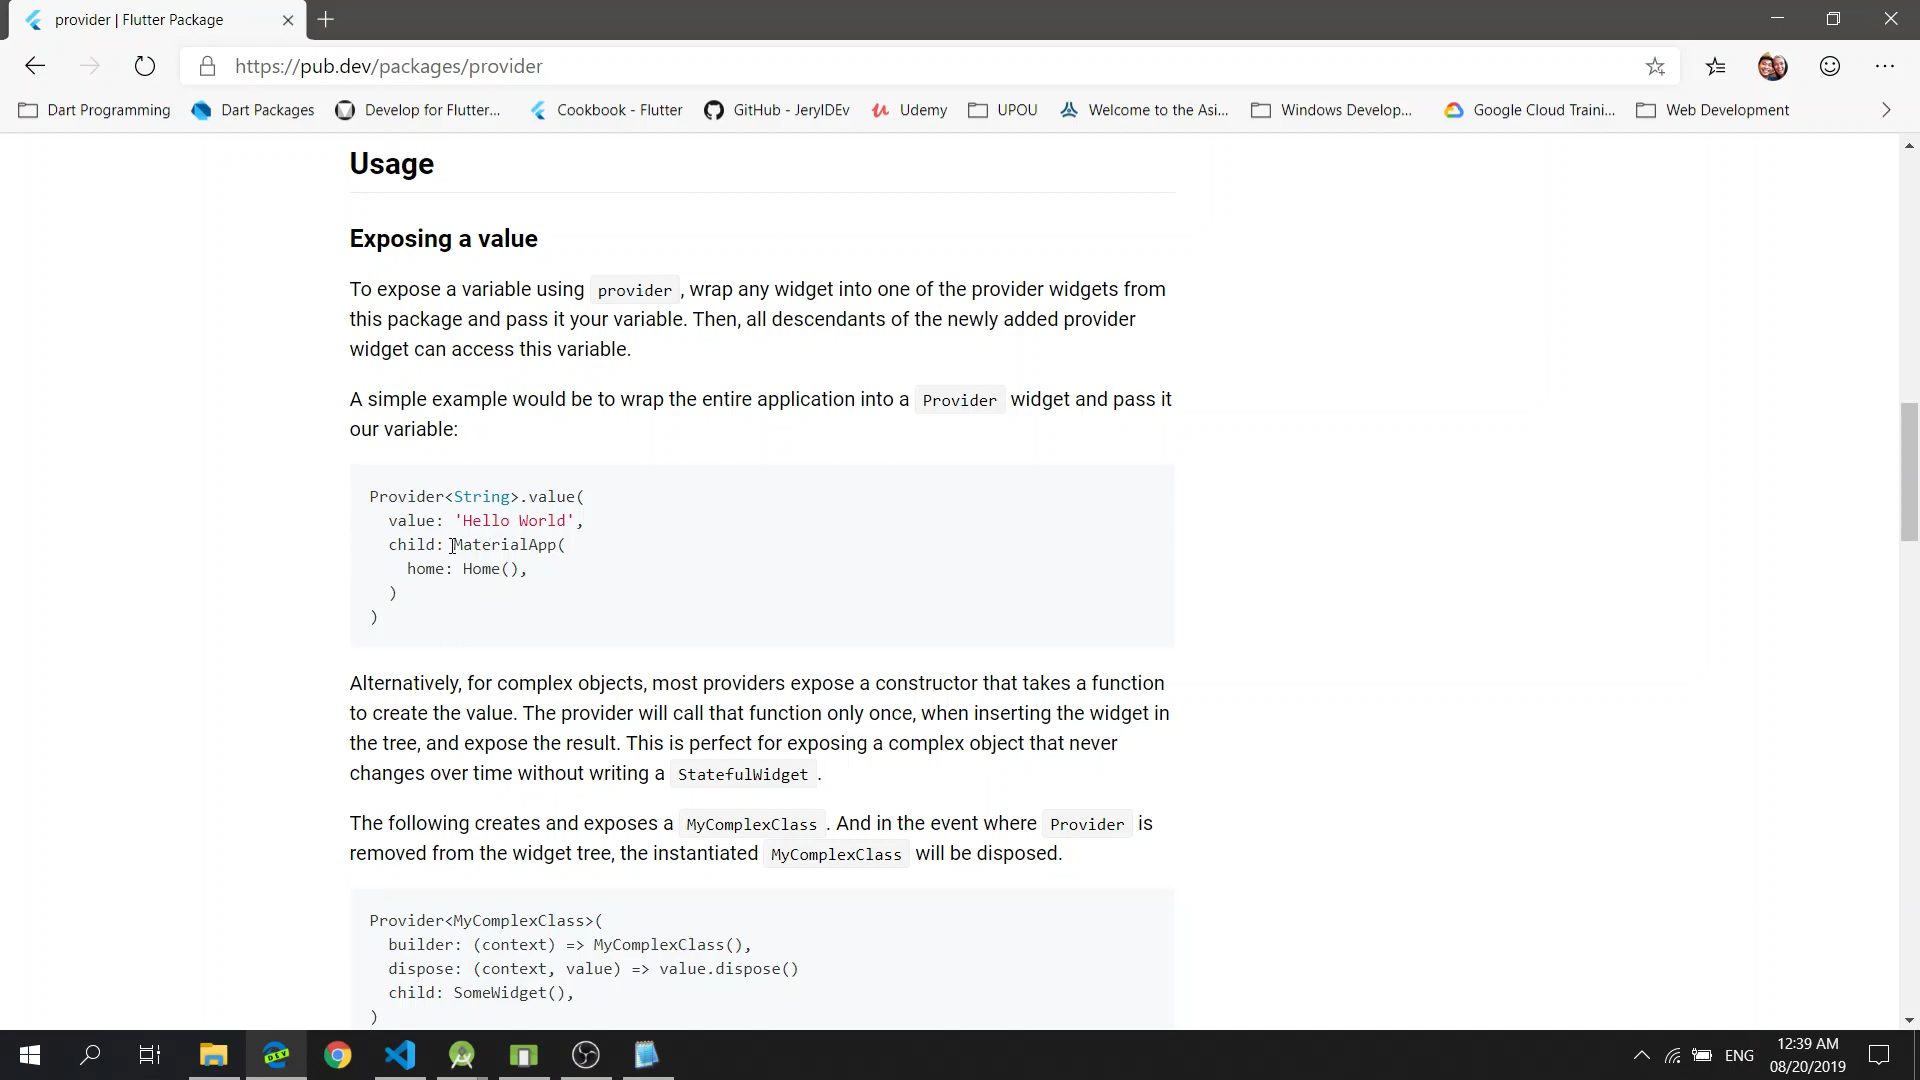 provider | Flutter Package
https://pub.dev/packages/provider
Dart Programming
Dart Packages
Develop for Flutter...
Cookbook - Flutter
GitHub - JerylDEv
Udemy
UPOU
Welcome to the Asi...
Windows Develop...
Google Cloud Traini...
Web Development
Usage
Exposing a value
To expose a variable using provider, wrap any widget into one of the provider widgets from
this package and pass it your variable. Then, all descendants of the newly added provider
widget can access this variable.
A simple example would be to wrap the entire application into a Provider widget and pass it
our variable:
Provider<String>.value(
value: 'Hello World',
child: MaterialApp(
home: Home(),
)
)
Alternatively, for complex objects, most providers expose a constructor that takes a function
to create the value. The provider will call that function only once, when inserting the widget in
the tree, and expose the result. This is perfect for exposing a complex object that never
changes over time without writing a StatefulWidget.
The following creates and exposes a MyComplexClass. And in the event where Provider is
removed from the widget tree, the instantiated MyComplexClass will be disposed.
Provider<MyComplexClass>(
builder: (context) => MyComplexClass(),
dispose: (context, value) => value.dispose()
child: SomeWidget(),
)
DEV
ENG
12:39 AM
08/20/2019